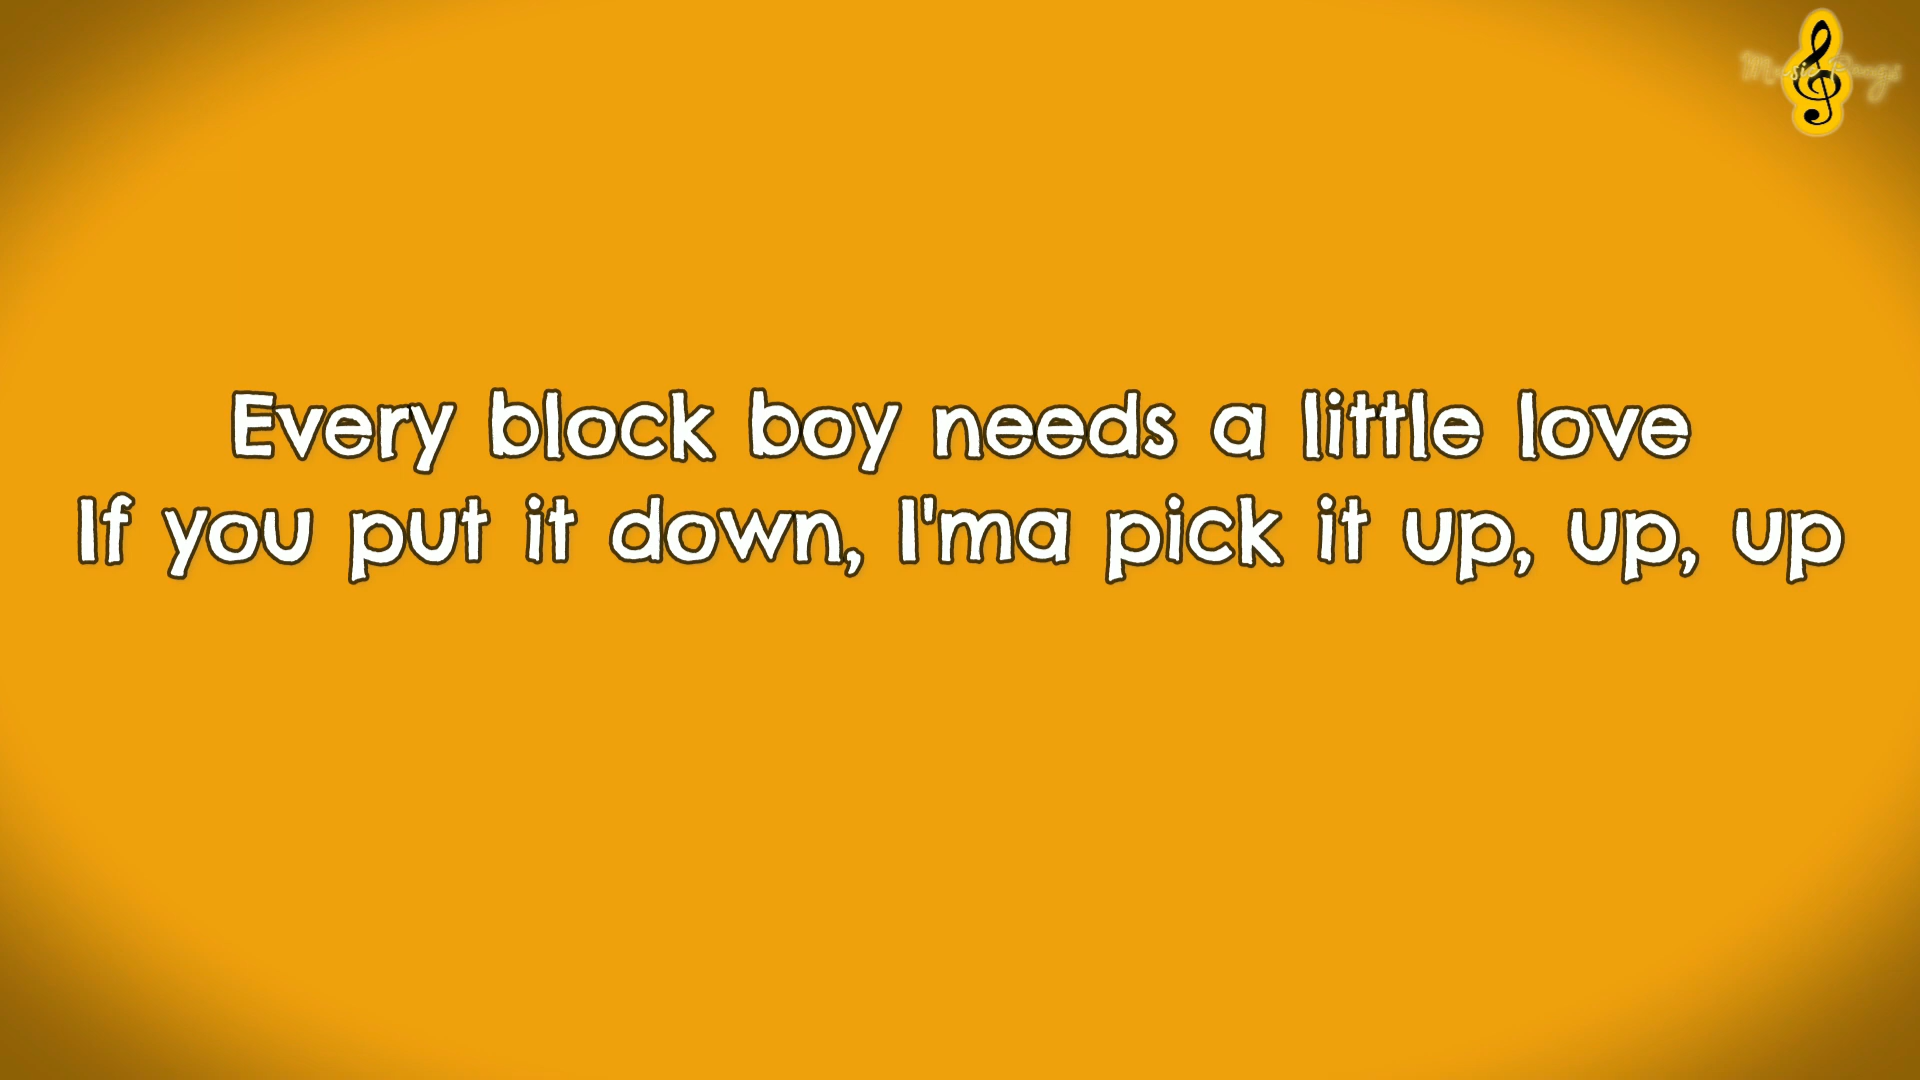 Every block boy needs a little love
If you put it down, I'ma pick it up, up, up